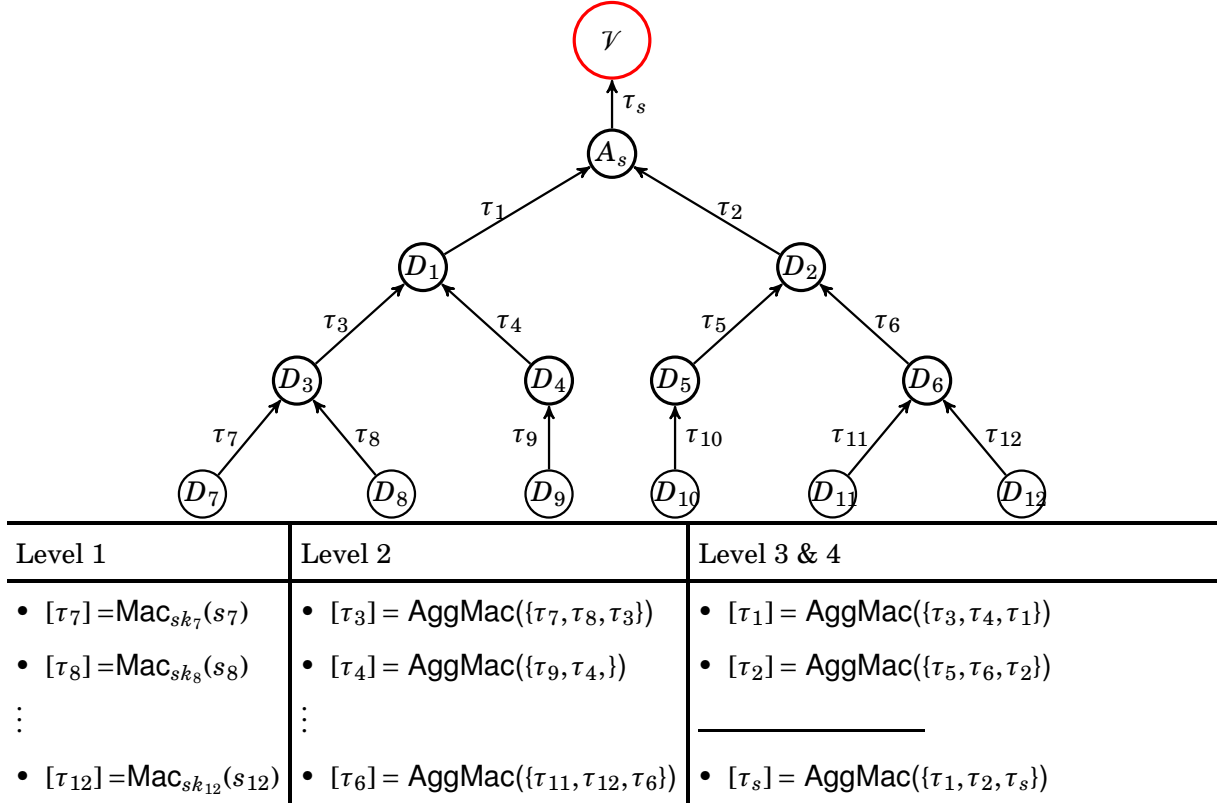 𝒱
τ_s
A_s
τ_1 τ_2
D_1 D_2
τ_3 τ_4 τ_5 τ_6
D_3 D_4 D_5 D_6
τ_7 τ_8 τ_9 τ_10 τ_11 τ_12
D_7 D_8 D_9 D_10 D_11 D_12
Level 1 Level 2 Level 3 & 4
• [τ_7] =Mac_{sk_7}(s_7) • [τ_3] = AggMac({τ_7,τ_8,τ_3}) • [τ_1] = AggMac({τ_3,τ_4,τ_1})
• [τ_8] =Mac_{sk_8}(s_8) • [τ_4] = AggMac({τ_9,τ_4,}) • [τ_2] = AggMac({τ_5,τ_6,τ_2})
⋮ ⋮
• [τ_12] =Mac_{sk_12}(s_12) • [τ_6] = AggMac({τ_11,τ_12,τ_6}) • [τ_s] = AggMac({τ_1,τ_2,τ_s})